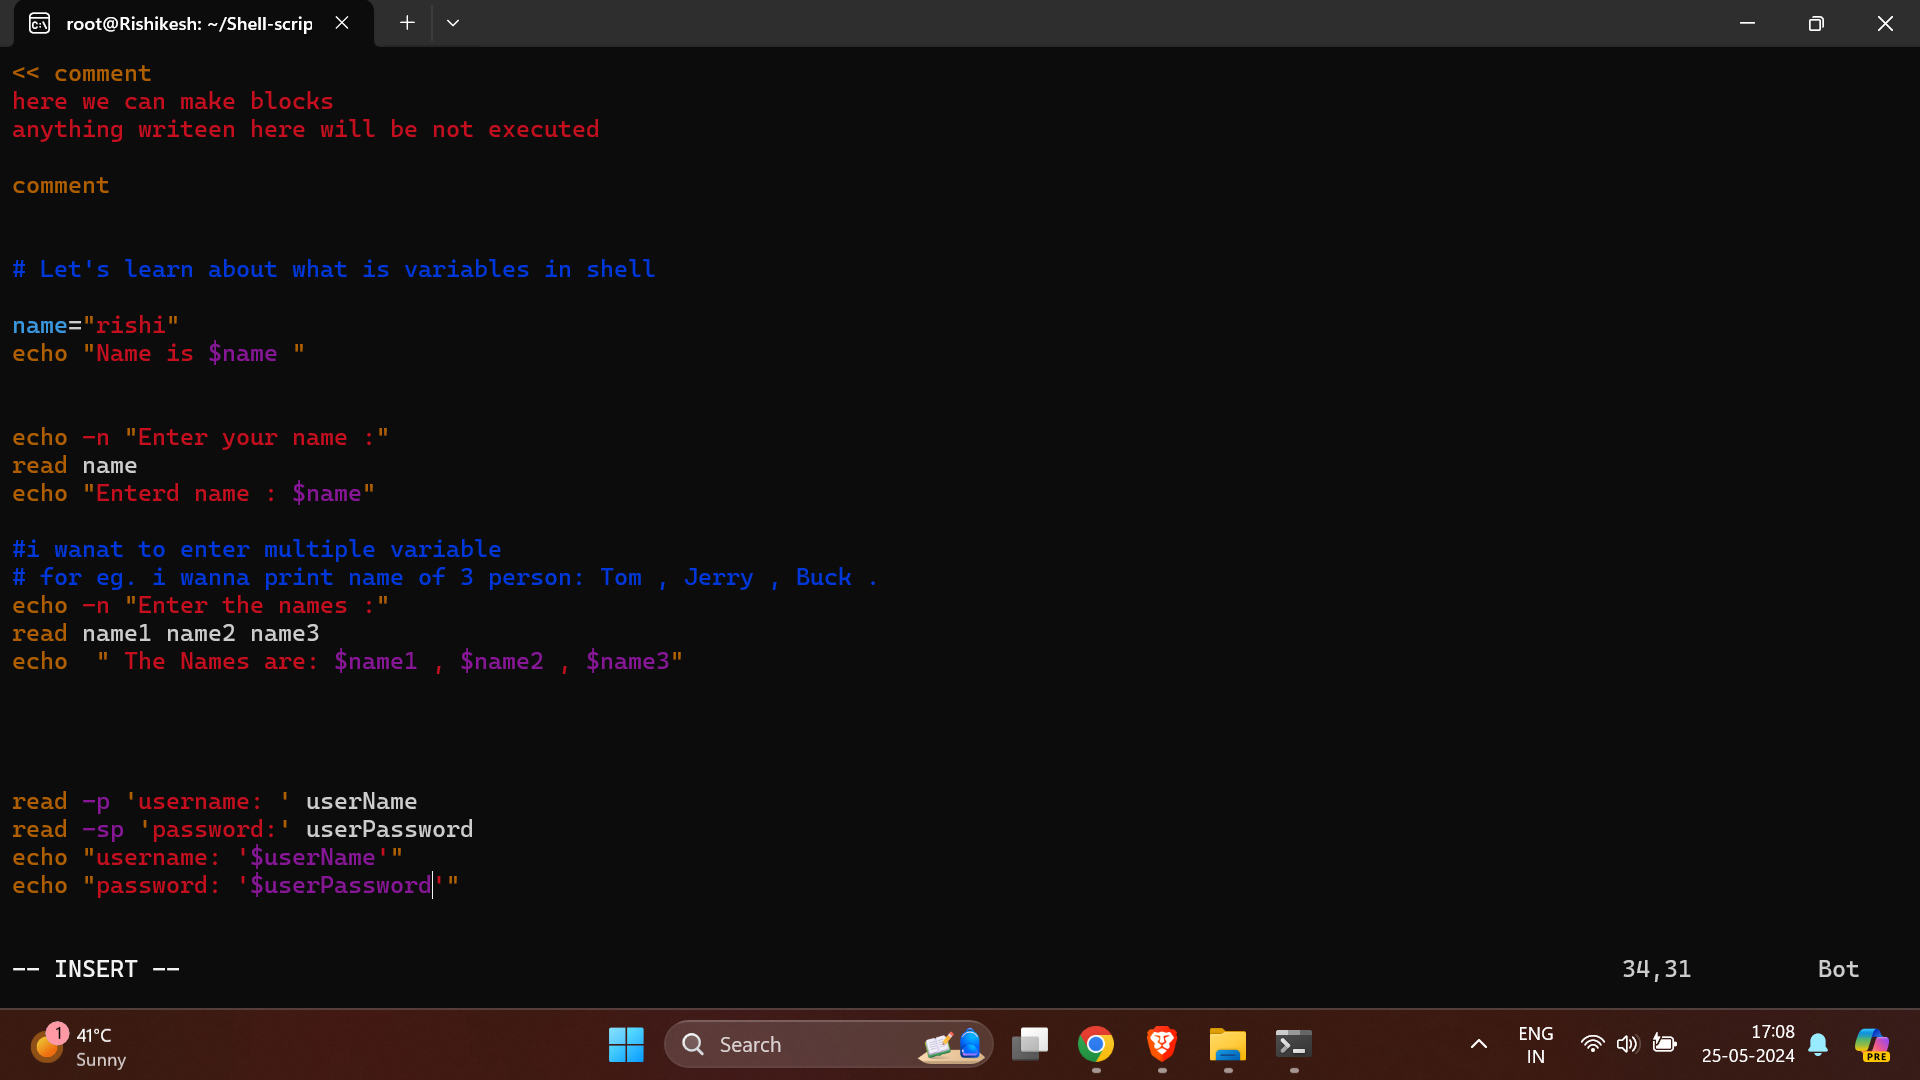 root@Rishikesh: ~/Shell-scrip
<< comment
here we can make blocks
anything writeen here will be not executed
comment
# Let's learn about what is variables in shell
name="rishi"
echo "Name is $name "
echo -n "Enter your name :"
read name
echo "Enterd name : $name"
#i wanat to enter multiple variable
# for eg. i wanna print name of 3 person: Tom , Jerry , Buck .
echo -n "Enter the names :"
read name1 name2 name3
echo  " The Names are: $name1 , $name2 , $name3"
read -p 'username: ' userName
read -sp 'password:' userPassword
echo "username: '$userName'"
echo "password: '$userPassword'"
-- INSERT -- 34,31 Bot
1
41°C
Sunny
Search
ENG
IN
17:08
25-05-2024
PRE